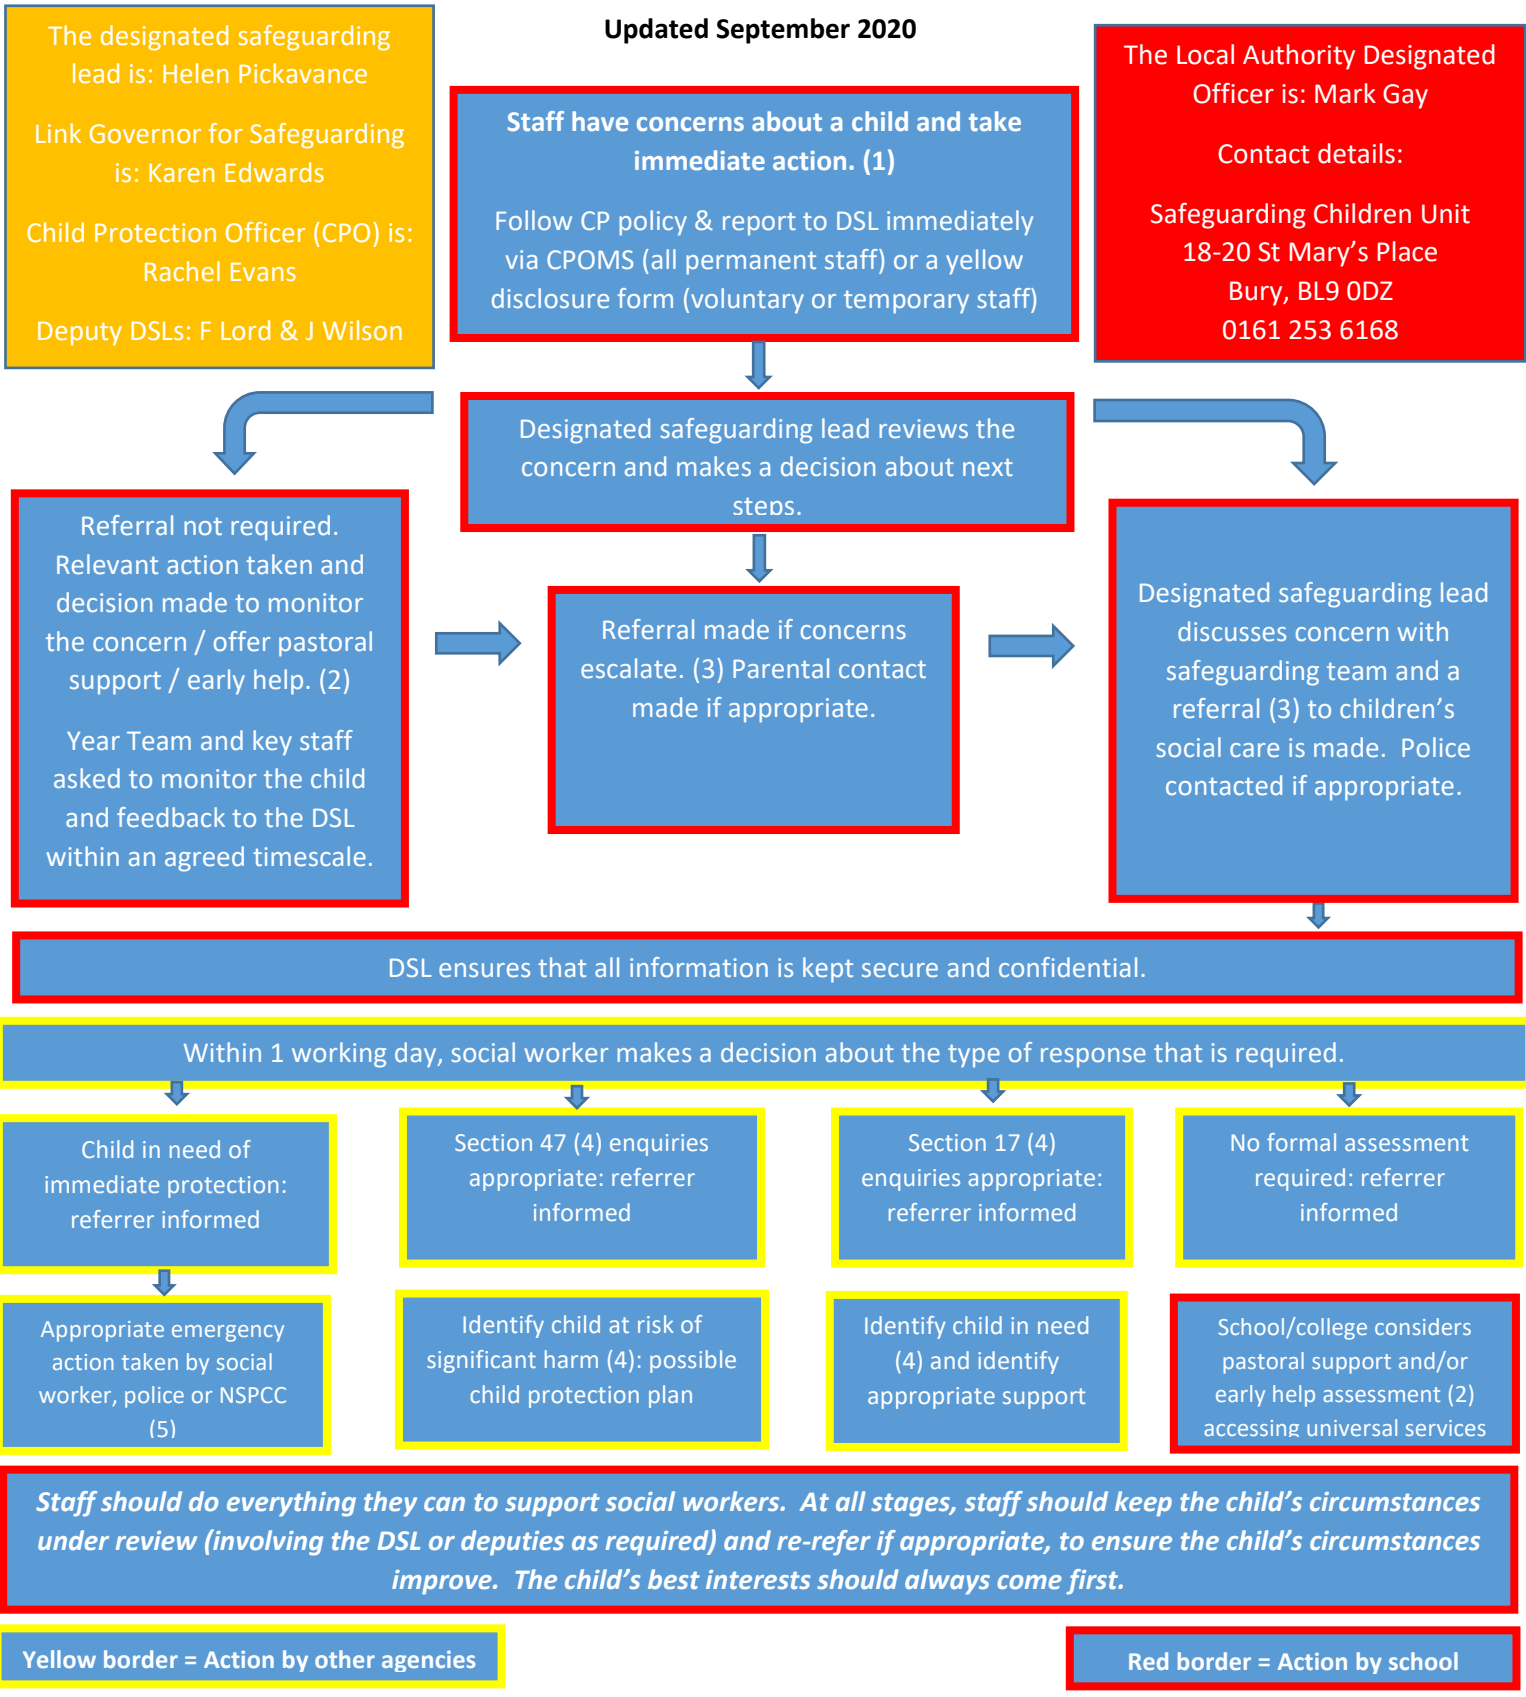 Updated September 2020
The designated safeguarding
lead is: Helen Pickavance
Link Governor for Safeguarding
is: Karen Edwards
Child Protection Officer (CPO) is:
Rachel Evans
Deputy DSLs: F Lord & J Wilson
Staff have concerns about a child and take
immediate action. (1)
Follow CP policy & report to DSL immediately
via CPOMS (all permanent staff) or a yellow
disclosure form (voluntary or temporary staff)
The Local Authority Designated
Officer is: Mark Gay
Contact details:
Safeguarding Children Unit
18-20 St Mary’s Place
Bury, BL9 0DZ
0161 253 6168
Designated safeguarding lead reviews the
concern and makes a decision about next
steps.
Referral not required.
Relevant action taken and
decision made to monitor
the concern / offer pastoral
support / early help. (2)
Year Team and key staff
asked to monitor the child
and feedback to the DSL
within an agreed timescale.
Referral made if concerns
escalate. (3) Parental contact
made if appropriate.
Designated safeguarding lead
discusses concern with
safeguarding team and a
referral (3) to children’s
social care is made.  Police
contacted if appropriate.
DSL ensures that all information is kept secure and confidential.
Within 1 working day, social worker makes a decision about the type of response that is required.
Child in need of
immediate protection:
referrer informed
Section 47 (4) enquiries
appropriate: referrer
informed
Section 17 (4)
enquiries appropriate:
referrer informed
No formal assessment
required: referrer
informed
Appropriate emergency
action taken by social
worker, police or NSPCC
(5)
Identify child at risk of
significant harm (4): possible
child protection plan
Identify child in need
(4) and identify
appropriate support
School/college considers
pastoral support and/or
early help assessment (2)
accessing universal services
Staff should do everything they can to support social workers.  At all stages, staff should keep the child’s circumstances
under review (involving the DSL or deputies as required) and re-refer if appropriate, to ensure the child’s circumstances
improve.  The child’s best interests should always come first.
Yellow border = Action by other agencies
Red border = Action by school